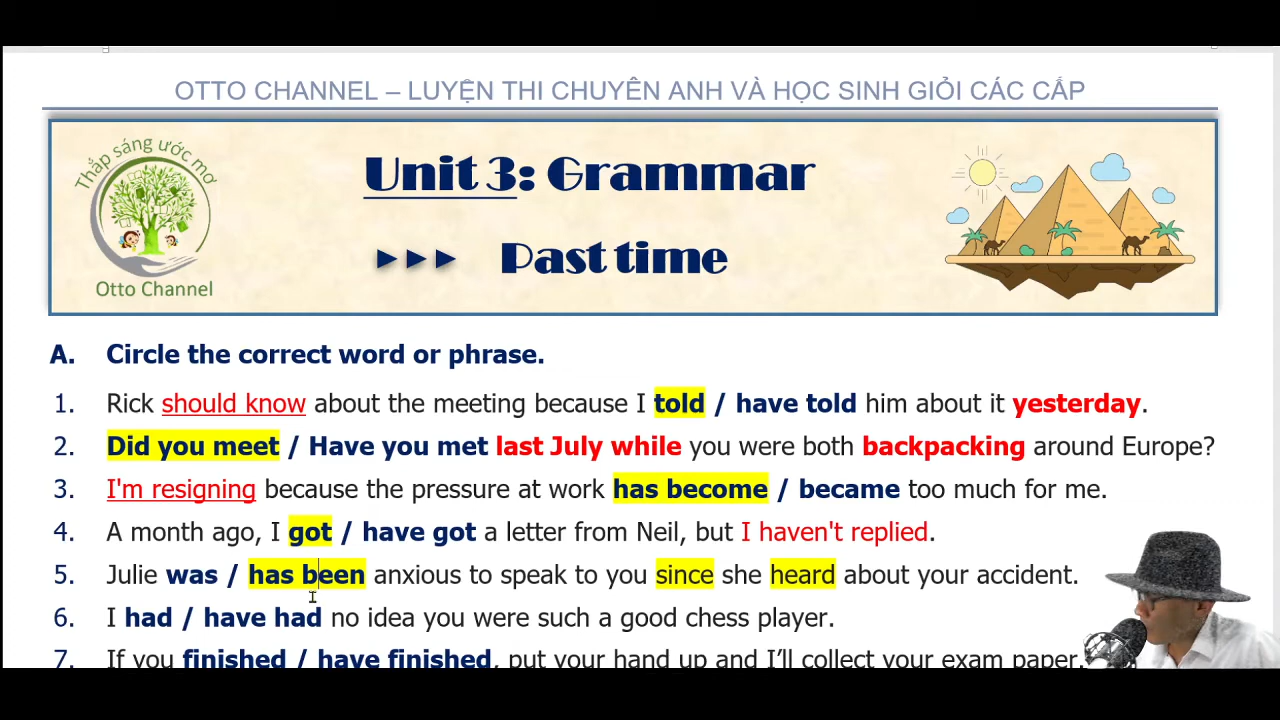 OTTO CHANNEL – LUYỆN THI CHUYÊN ANH VÀ HỌC SINH GIỎI CÁC CẤP
Thắp sáng ước mơ
Otto Channel
Unit 3: Grammar
Past time
A. Circle the correct word or phrase.
1. Rick should know about the meeting because I told / have told him about it yesterday.
2. Did you meet / Have you met last July while you were both backpacking around Europe?
3. I'm resigning because the pressure at work has become / became too much for me.
4. A month ago, I got / have got a letter from Neil, but I haven't replied.
5. Julie was / has been anxious to speak to you since she heard about your accident.
6. I had / have had no idea you were such a good chess player.
7. If you finished / have finished, put your hand up and I’ll collect your exam paper.